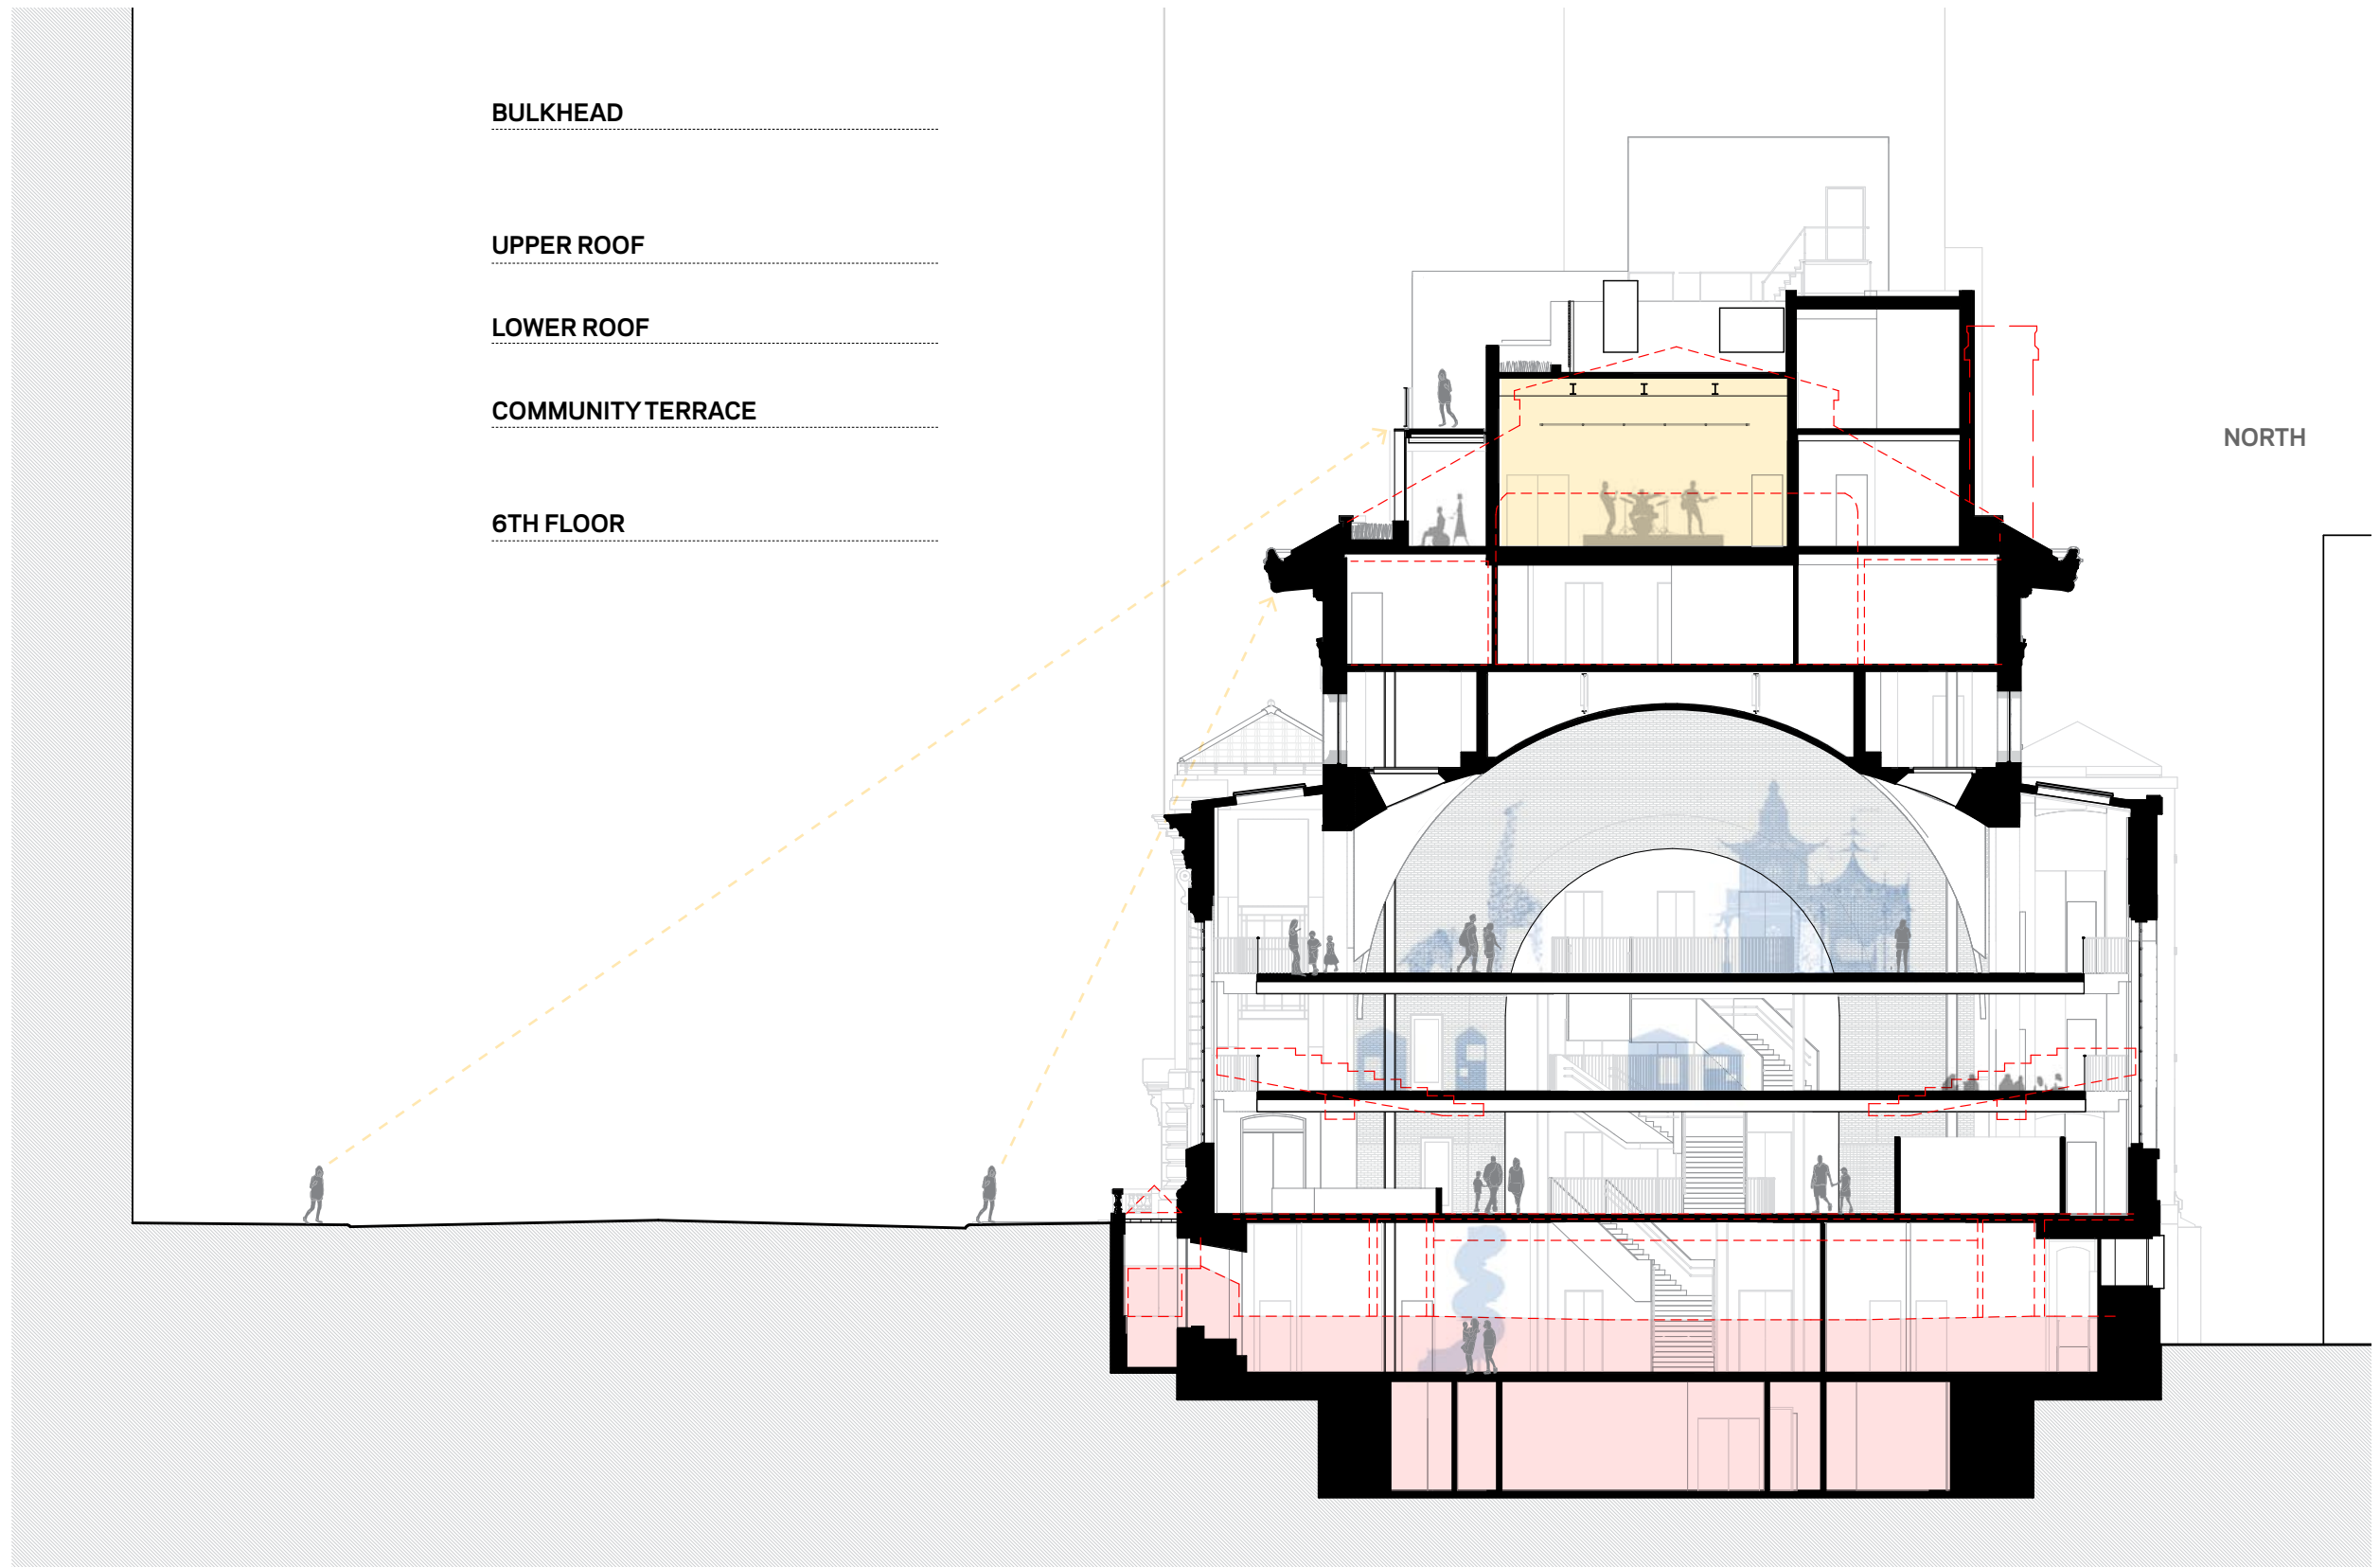 BULKHEAD
UPPER ROOF
LOWER ROOF
COMMUNITY TERRACE
NORTH
6TH FLOOR